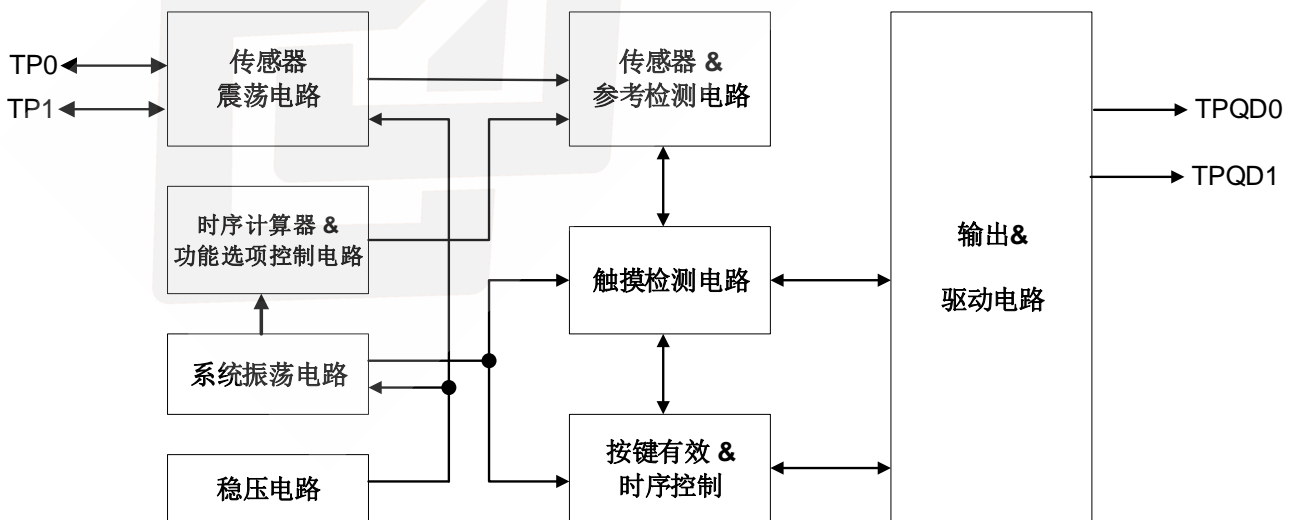 TP0
TP1
传感器
震荡电路
传感器 &
参考检测电路
TPQD0
TPQD1
时序计算器 &
功能选项控制电路
触摸检测电路
输出&
驱动电路
系统振荡电路
按键有效 &
时序控制
稳压电路